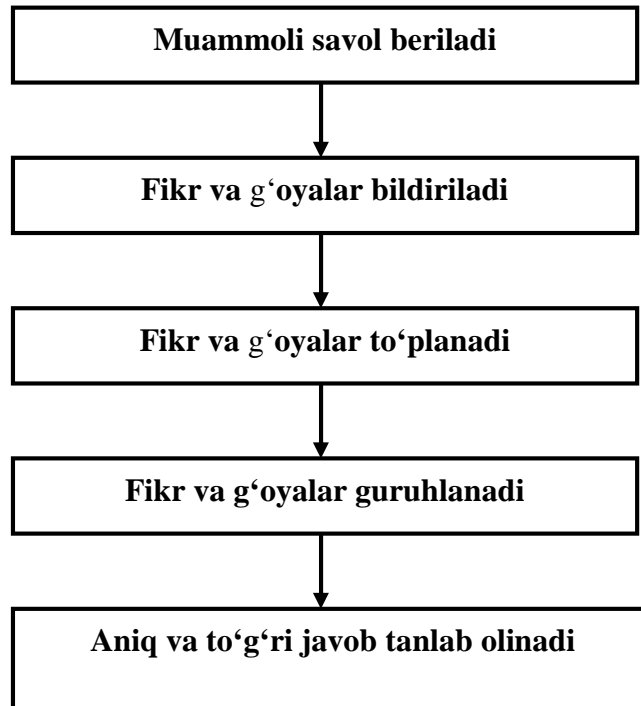 Muammoli savol beriladi
Fikr va g‘oyalar bildiriladi
Fikr va g‘oyalar to‘planadi
Fikr va g‘oyalar guruhlanadi
Aniq va to‘g‘ri javob tanlab olinadi